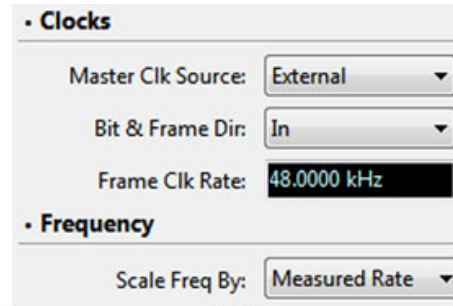 • Clocks
Master Clk Source: External
Bit & Frame Dir: In
Frame Clk Rate: 48.0000 kHz
• Frequency
Scale Freq By: Measured Rate